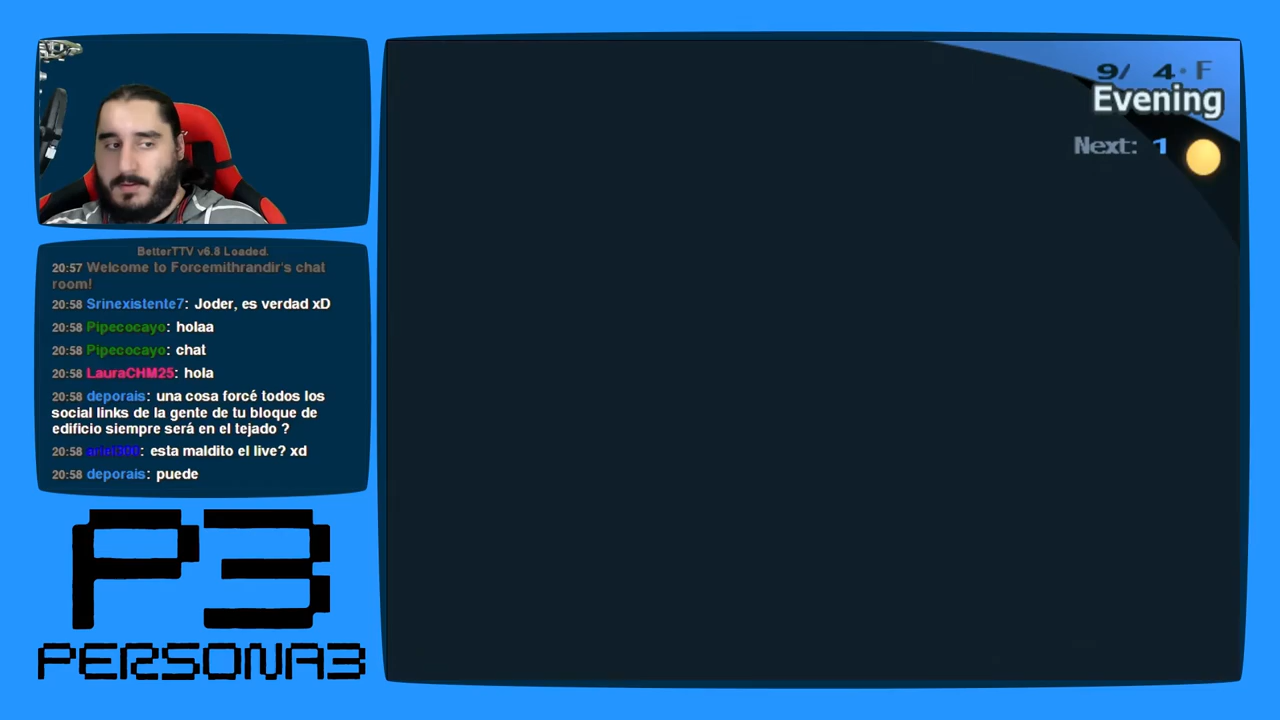 9/ 4 · F
Evening
Next: 1
BetterTTV v6.8 Loaded.
20:57 Welcome to Forcemithrandir's chat
room!
20:58 Srinexistente7: Joder, es verdad xD
20:58 Pipecocayo: holaa
20:58 Pipecocayo: chat
20:58 LauraCHM25: hola
20:58 deporais: una cosa forcé todos los
social links de la gente de tu bloque de
edificio siempre será en el tejado ?
20:58 : esta maldito el live? xd
20:58 deporais: puede
P3
PERSONA3